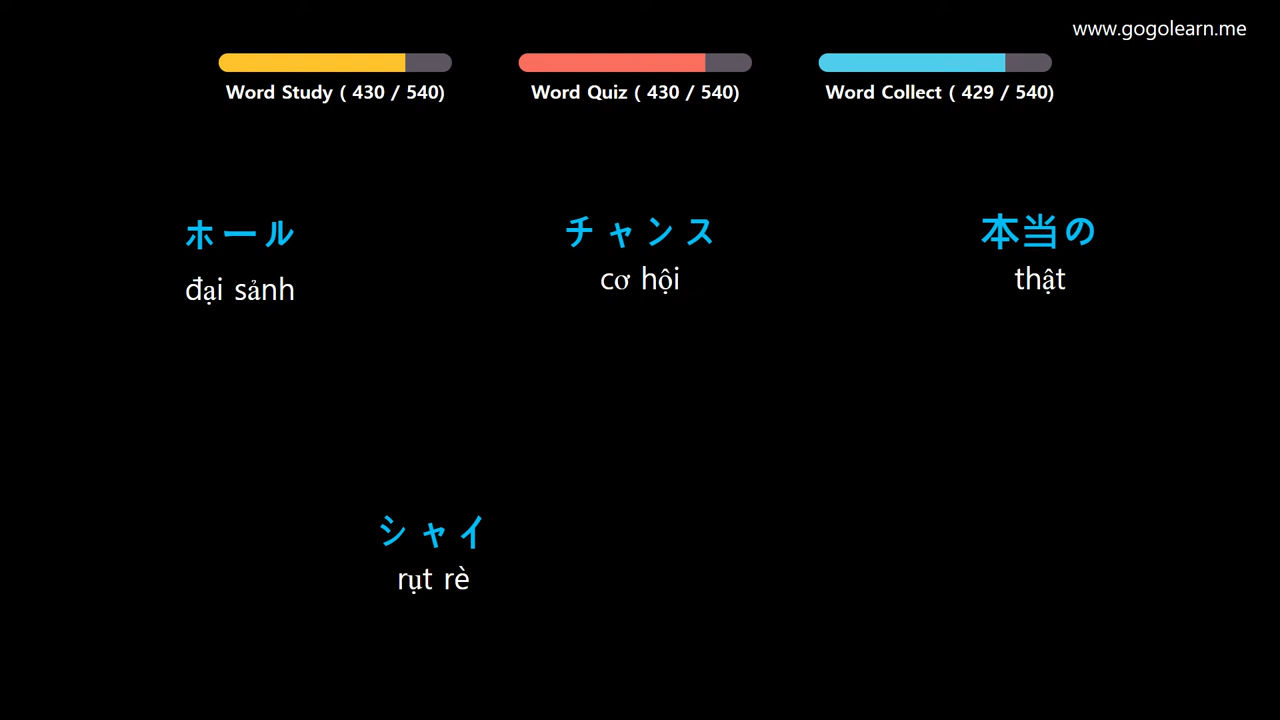 www.gogolearn.me
Word Study ( 430 / 540)
Word Quiz ( 430 / 540)
Word Collect ( 429 / 540)
ホール
đại sảnh
チャンス
cơ hội
本当の
thật
シャイ
rụt rè